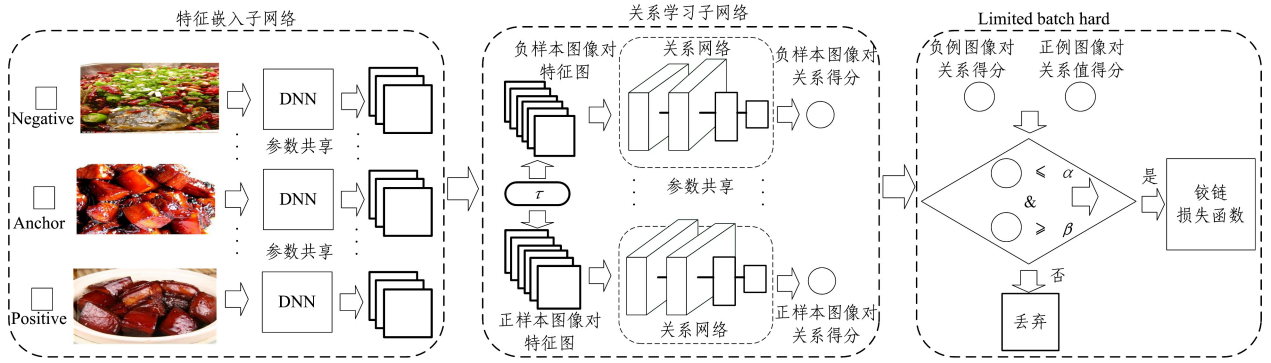 特征嵌入子网络
Negative
DNN
参数共享
Anchor
DNN
参数共享
Positive
DNN
关系学习子网络
负样本图像对
特征图
关系网络
负样本图像对
关系得分
τ
参数共享
正样本图像对
特征图
关系网络
正样本图像对
关系得分
Limited batch hard
负例图像对
关系得分
正例图像对
关系值得分
⩽ α
&
⩾ β
是
铰链
损失函数
否
丢弃